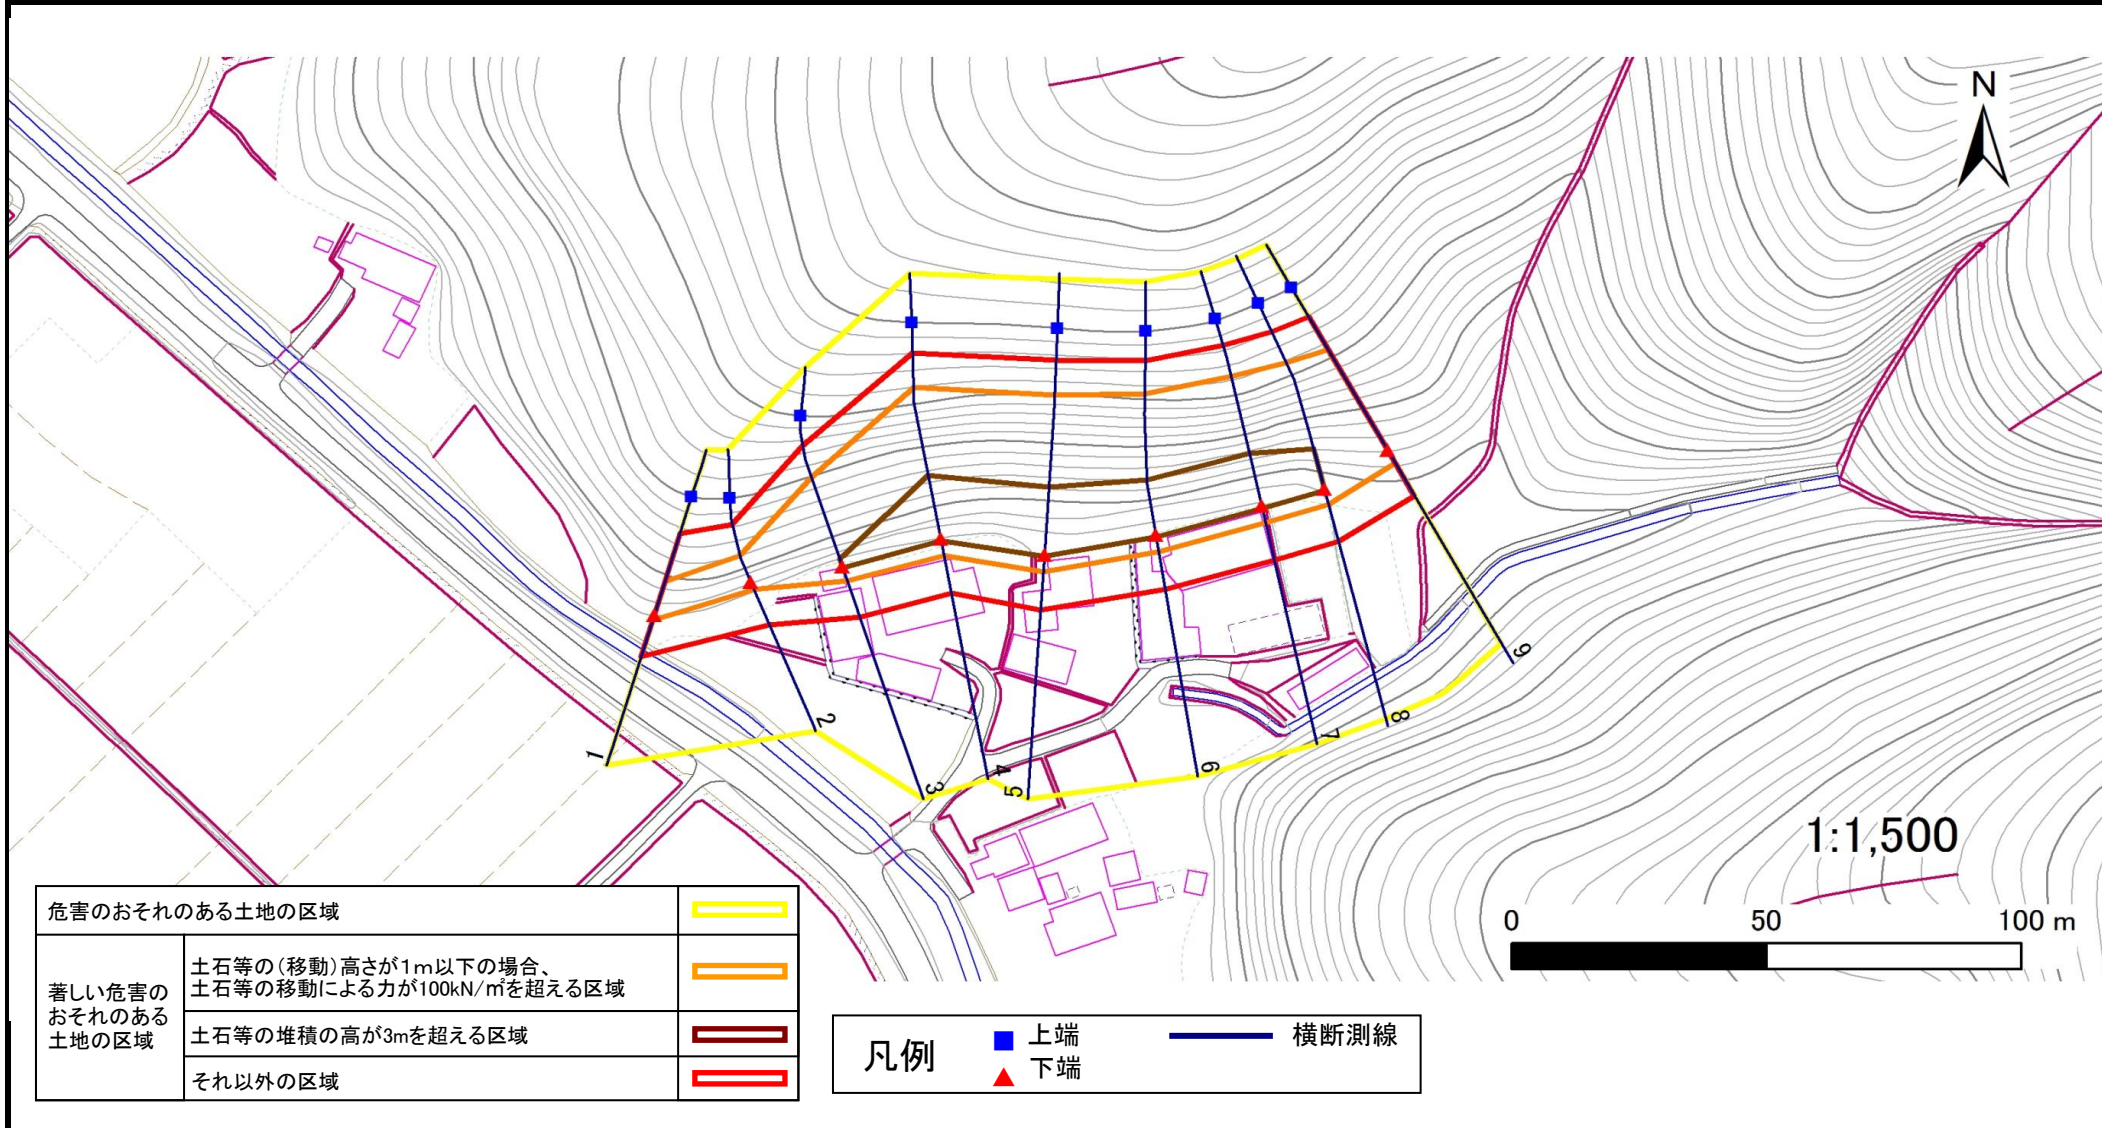 N
1
2
3
4
5
6
7
8
9
1:1,500
0 50 100 m
危害のおそれのある土地の区域
著しい危害の
おそれのある
土地の区域
土石等の(移動)高さが1m以下の場合、
土石等の移動による力が100kN/㎡を超える区域
土石等の堆積の高が3mを超える区域
それ以外の区域
凡例
上端
下端
横断測線